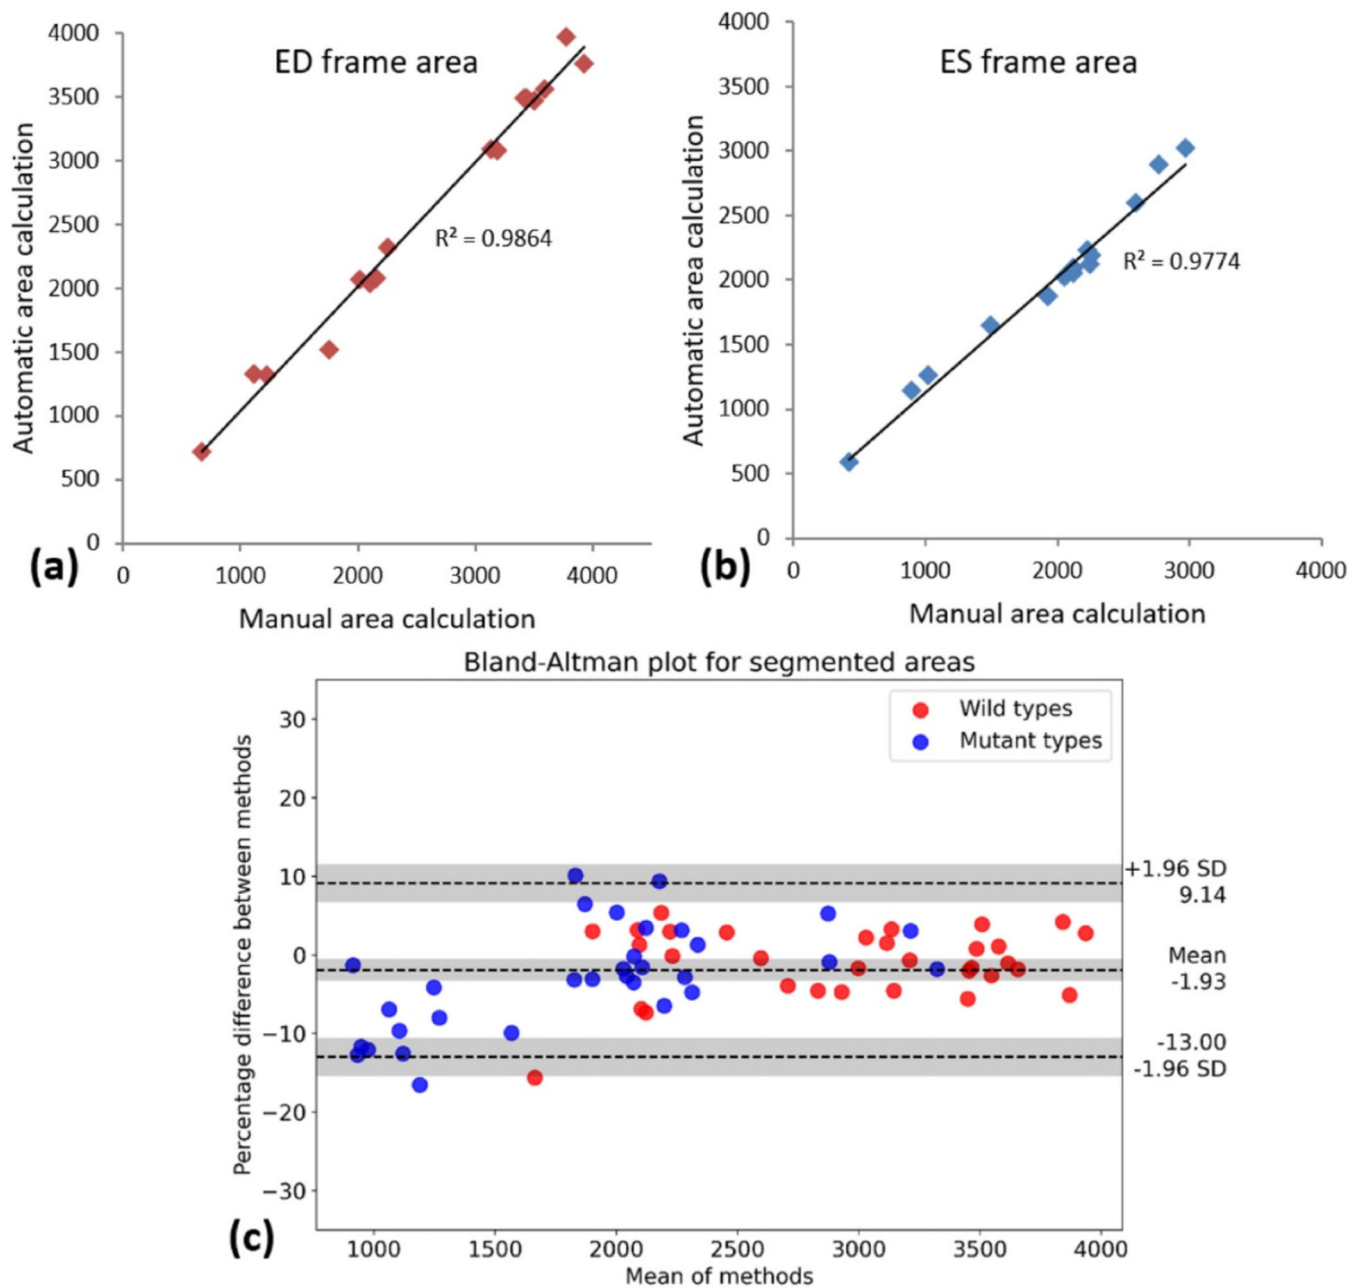 ED frame area
Automatic area calculation
4000
3500
3000
2500
2000
1500
1000
500
0
R² = 0.9864
0 1000 2000 3000 4000
Manual area calculation
(a)
ES frame area
Automatic area calculation
4000
3500
3000
2500
2000
1500
1000
500
0
R² = 0.9774
0 1000 2000 3000 4000
Manual area calculation
(b)
Bland-Altman plot for segmented areas
Wild types
Mutant types
Percentage difference between methods
30
20
10
0
−10
−20
−30
+1.96 SD
9.14
Mean
-1.93
-13.00
-1.96 SD
1000 1500 2000 2500 3000 3500 4000
Mean of methods
(c)